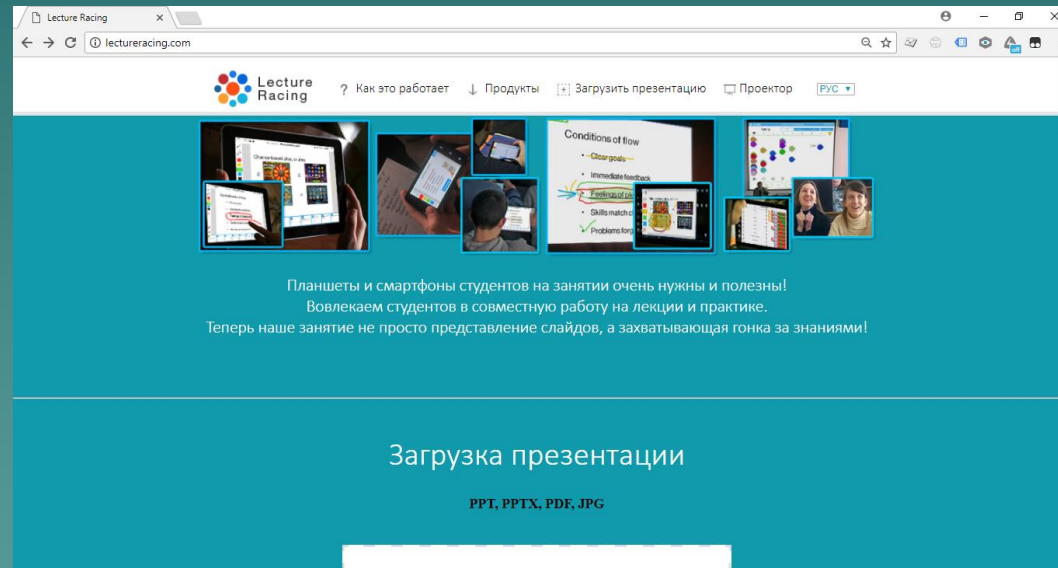 Lecture Racing
lectureracing.com
Lecture
Racing
? Как это работает
Продукты
Загрузить презентацию
Проектор
РУС
Conditions of flow
Clear goals
Immediate feedback
Skills match
Планшеты и смартфоны студентов на занятии очень нужны и полезны!
Вовлекаем студентов в совместную работу на лекции и практике.
Теперь наше занятие не просто представление слайдов, а захватывающая гонка за знаниями!
Загрузка презентации
PPT, PPTX, PDF, JPG